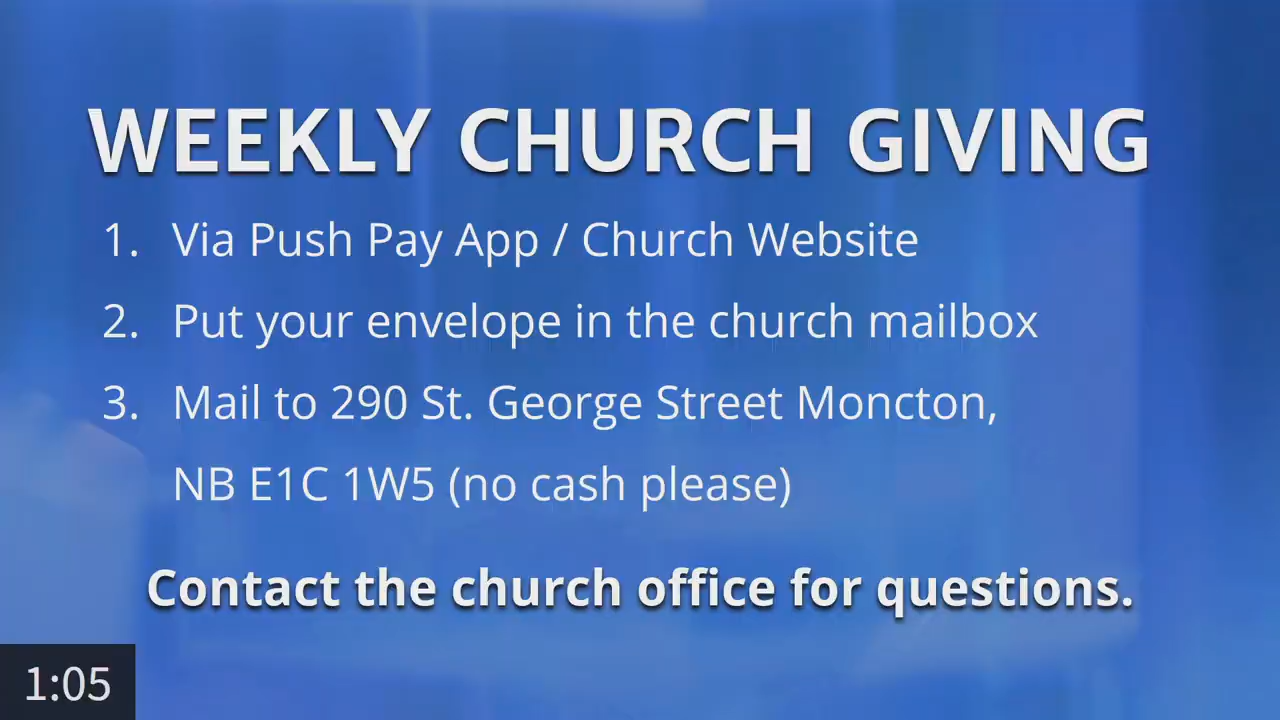 WEEKLY CHURCH GIVING
1. Via Push Pay App / Church Website
2. Put your envelope in the church mailbox
3. Mail to 290 St. George Street Moncton,
NB E1C 1W5 (no cash please)
Contact the church office for questions.
1:05